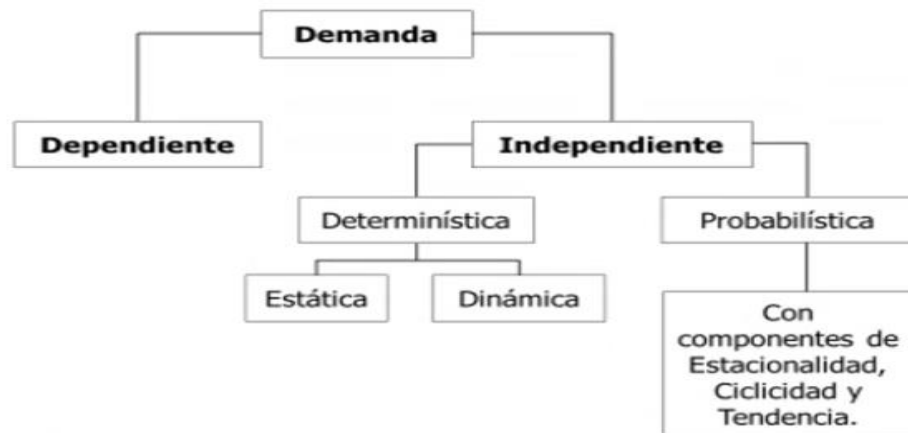 Demanda
Dependiente
Independiente
Determinística
Probabilística
Estática
Dinámica
Con
componentes de
Estacionalidad,
Ciclicidad y
Tendencia.